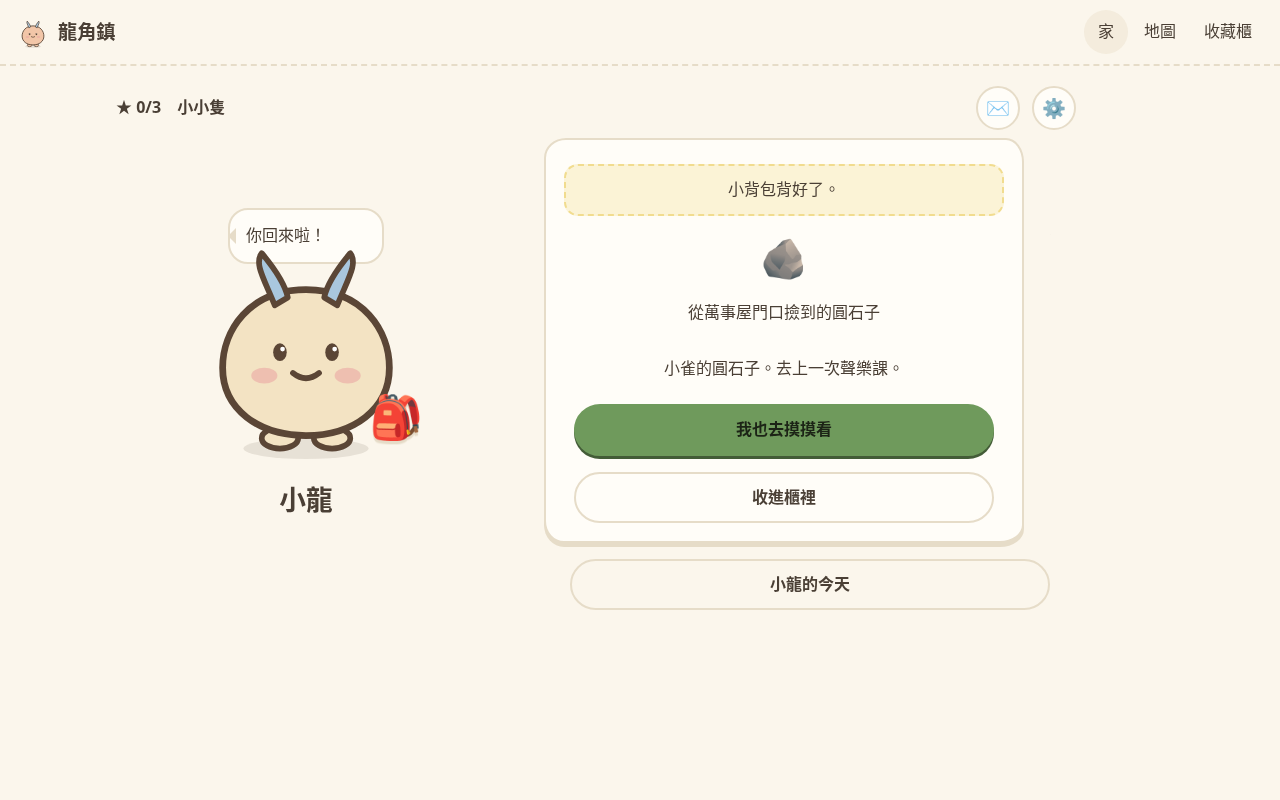 龍角鎮
家
地圖
收藏櫃
★ 0/3 小小隻
小背包背好了。
你回來啦！
從萬事屋門口撿到的圓石子
小雀的圓石子。去上一次聲樂課。
我也去摸摸看
收進櫃裡
小龍
小龍的今天